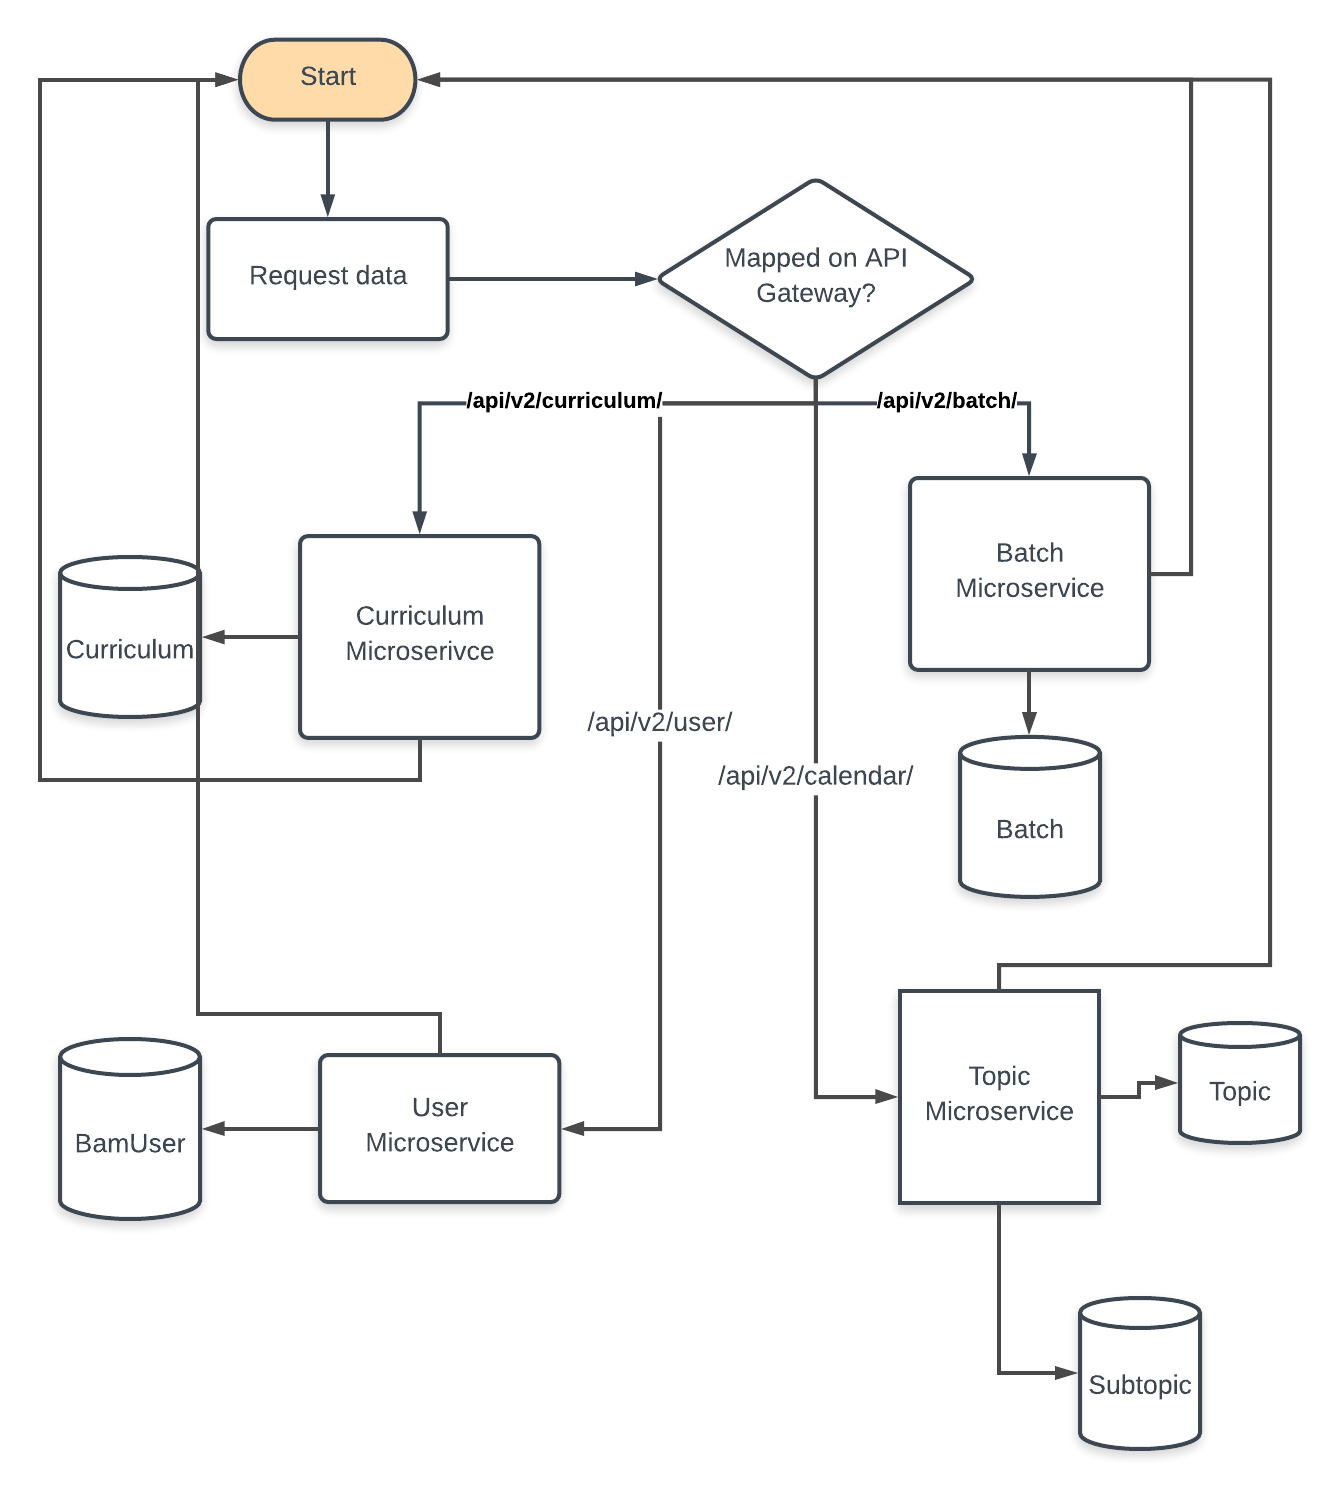 Start
Request data
Mapped on API
Gateway?
/api/v2/curriculum/
/api/v2/batch/
Batch
Microservice
Curriculum
Microserivce
Curriculum
/api/v2/user/
/api/v2/calendar/
Batch
Topic
Microservice
Topic
User
Microservice
BamUser
Subtopic